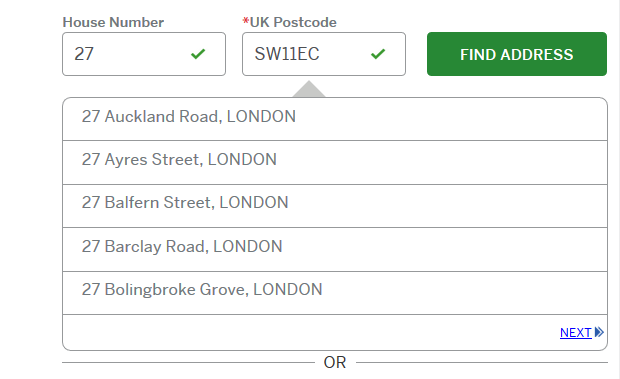 House Number
*UK Postcode
27
SW11EC
FIND ADDRESS
27 Auckland Road, LONDON
27 Ayres Street, LONDON
27 Balfern Street, LONDON
27 Barclay Road, LONDON
27 Bolingbroke Grove, LONDON
NEXT
OR